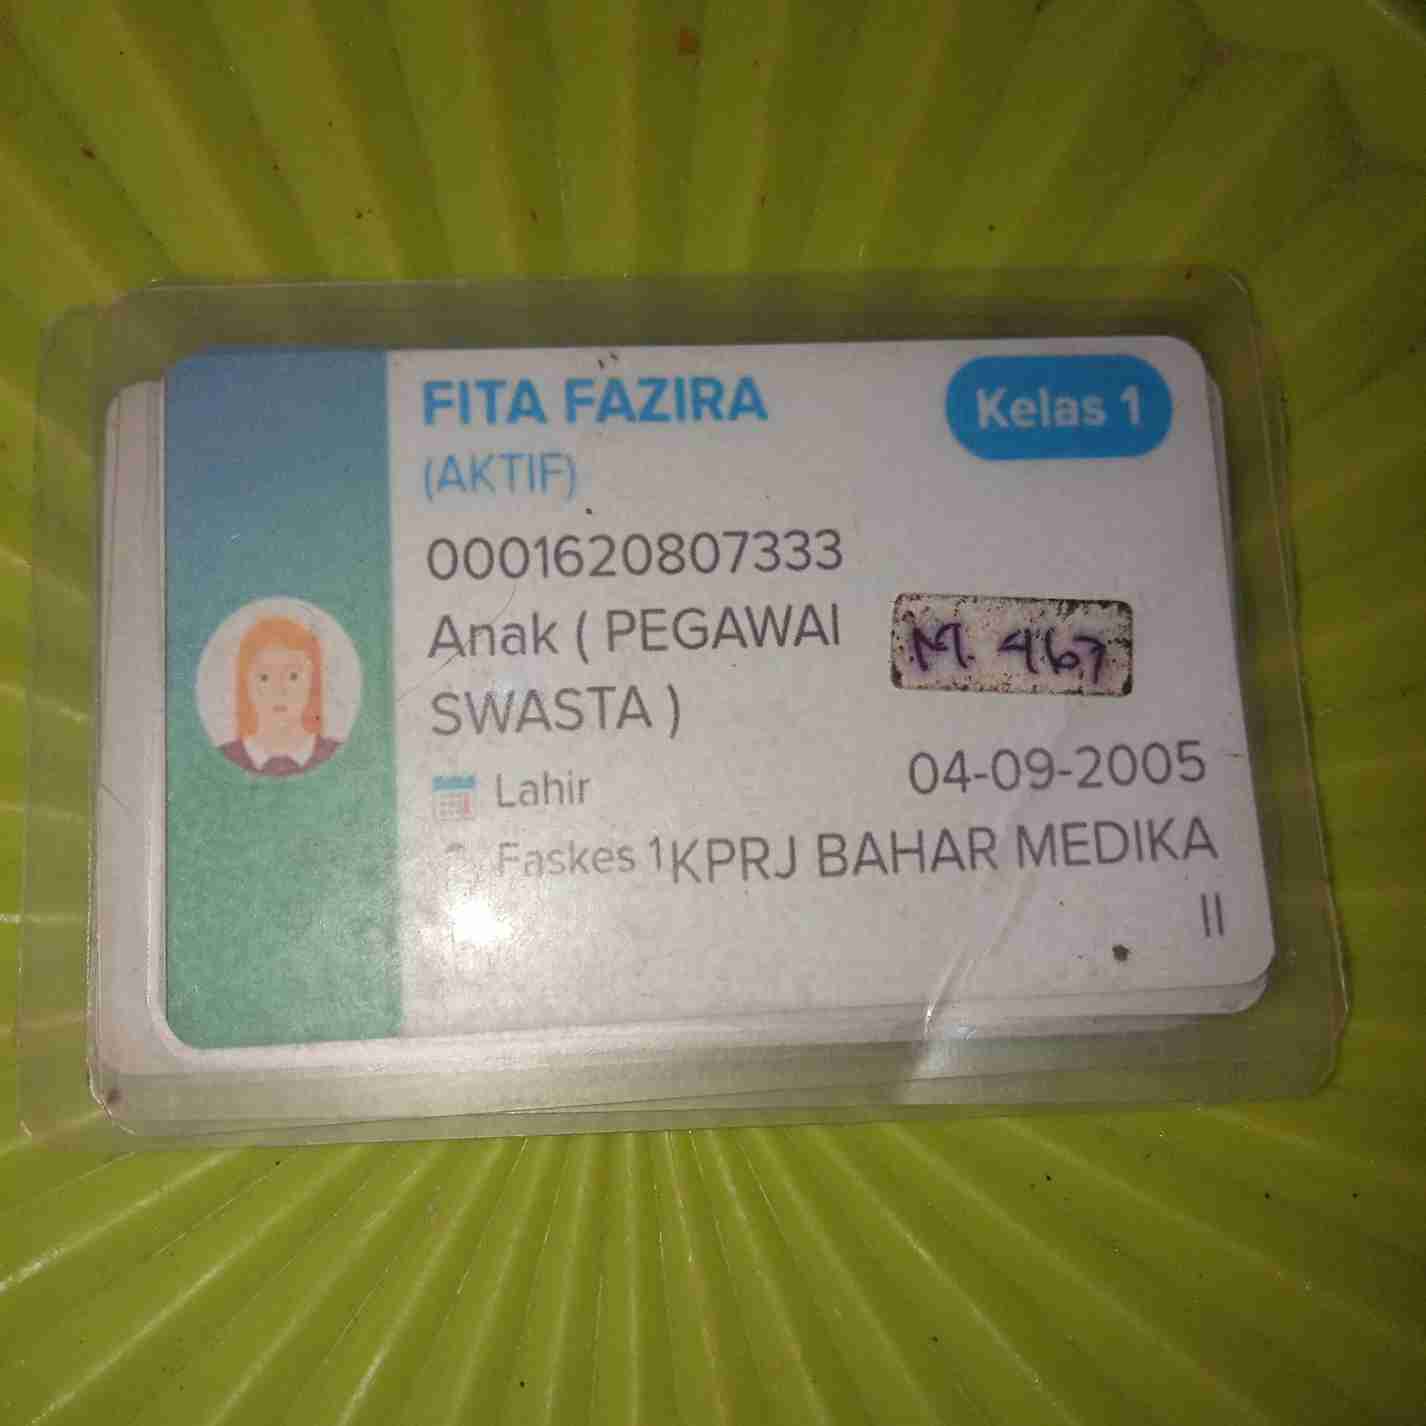 FITA FAZIRA
Kelas 1
(AKTIF)
0001620807333
Anak ( PEGAWAI
SWASTA )
M. 467
Lahir 04-09-2005
Faskes 1 KPRJ BAHAR MEDIKA
II